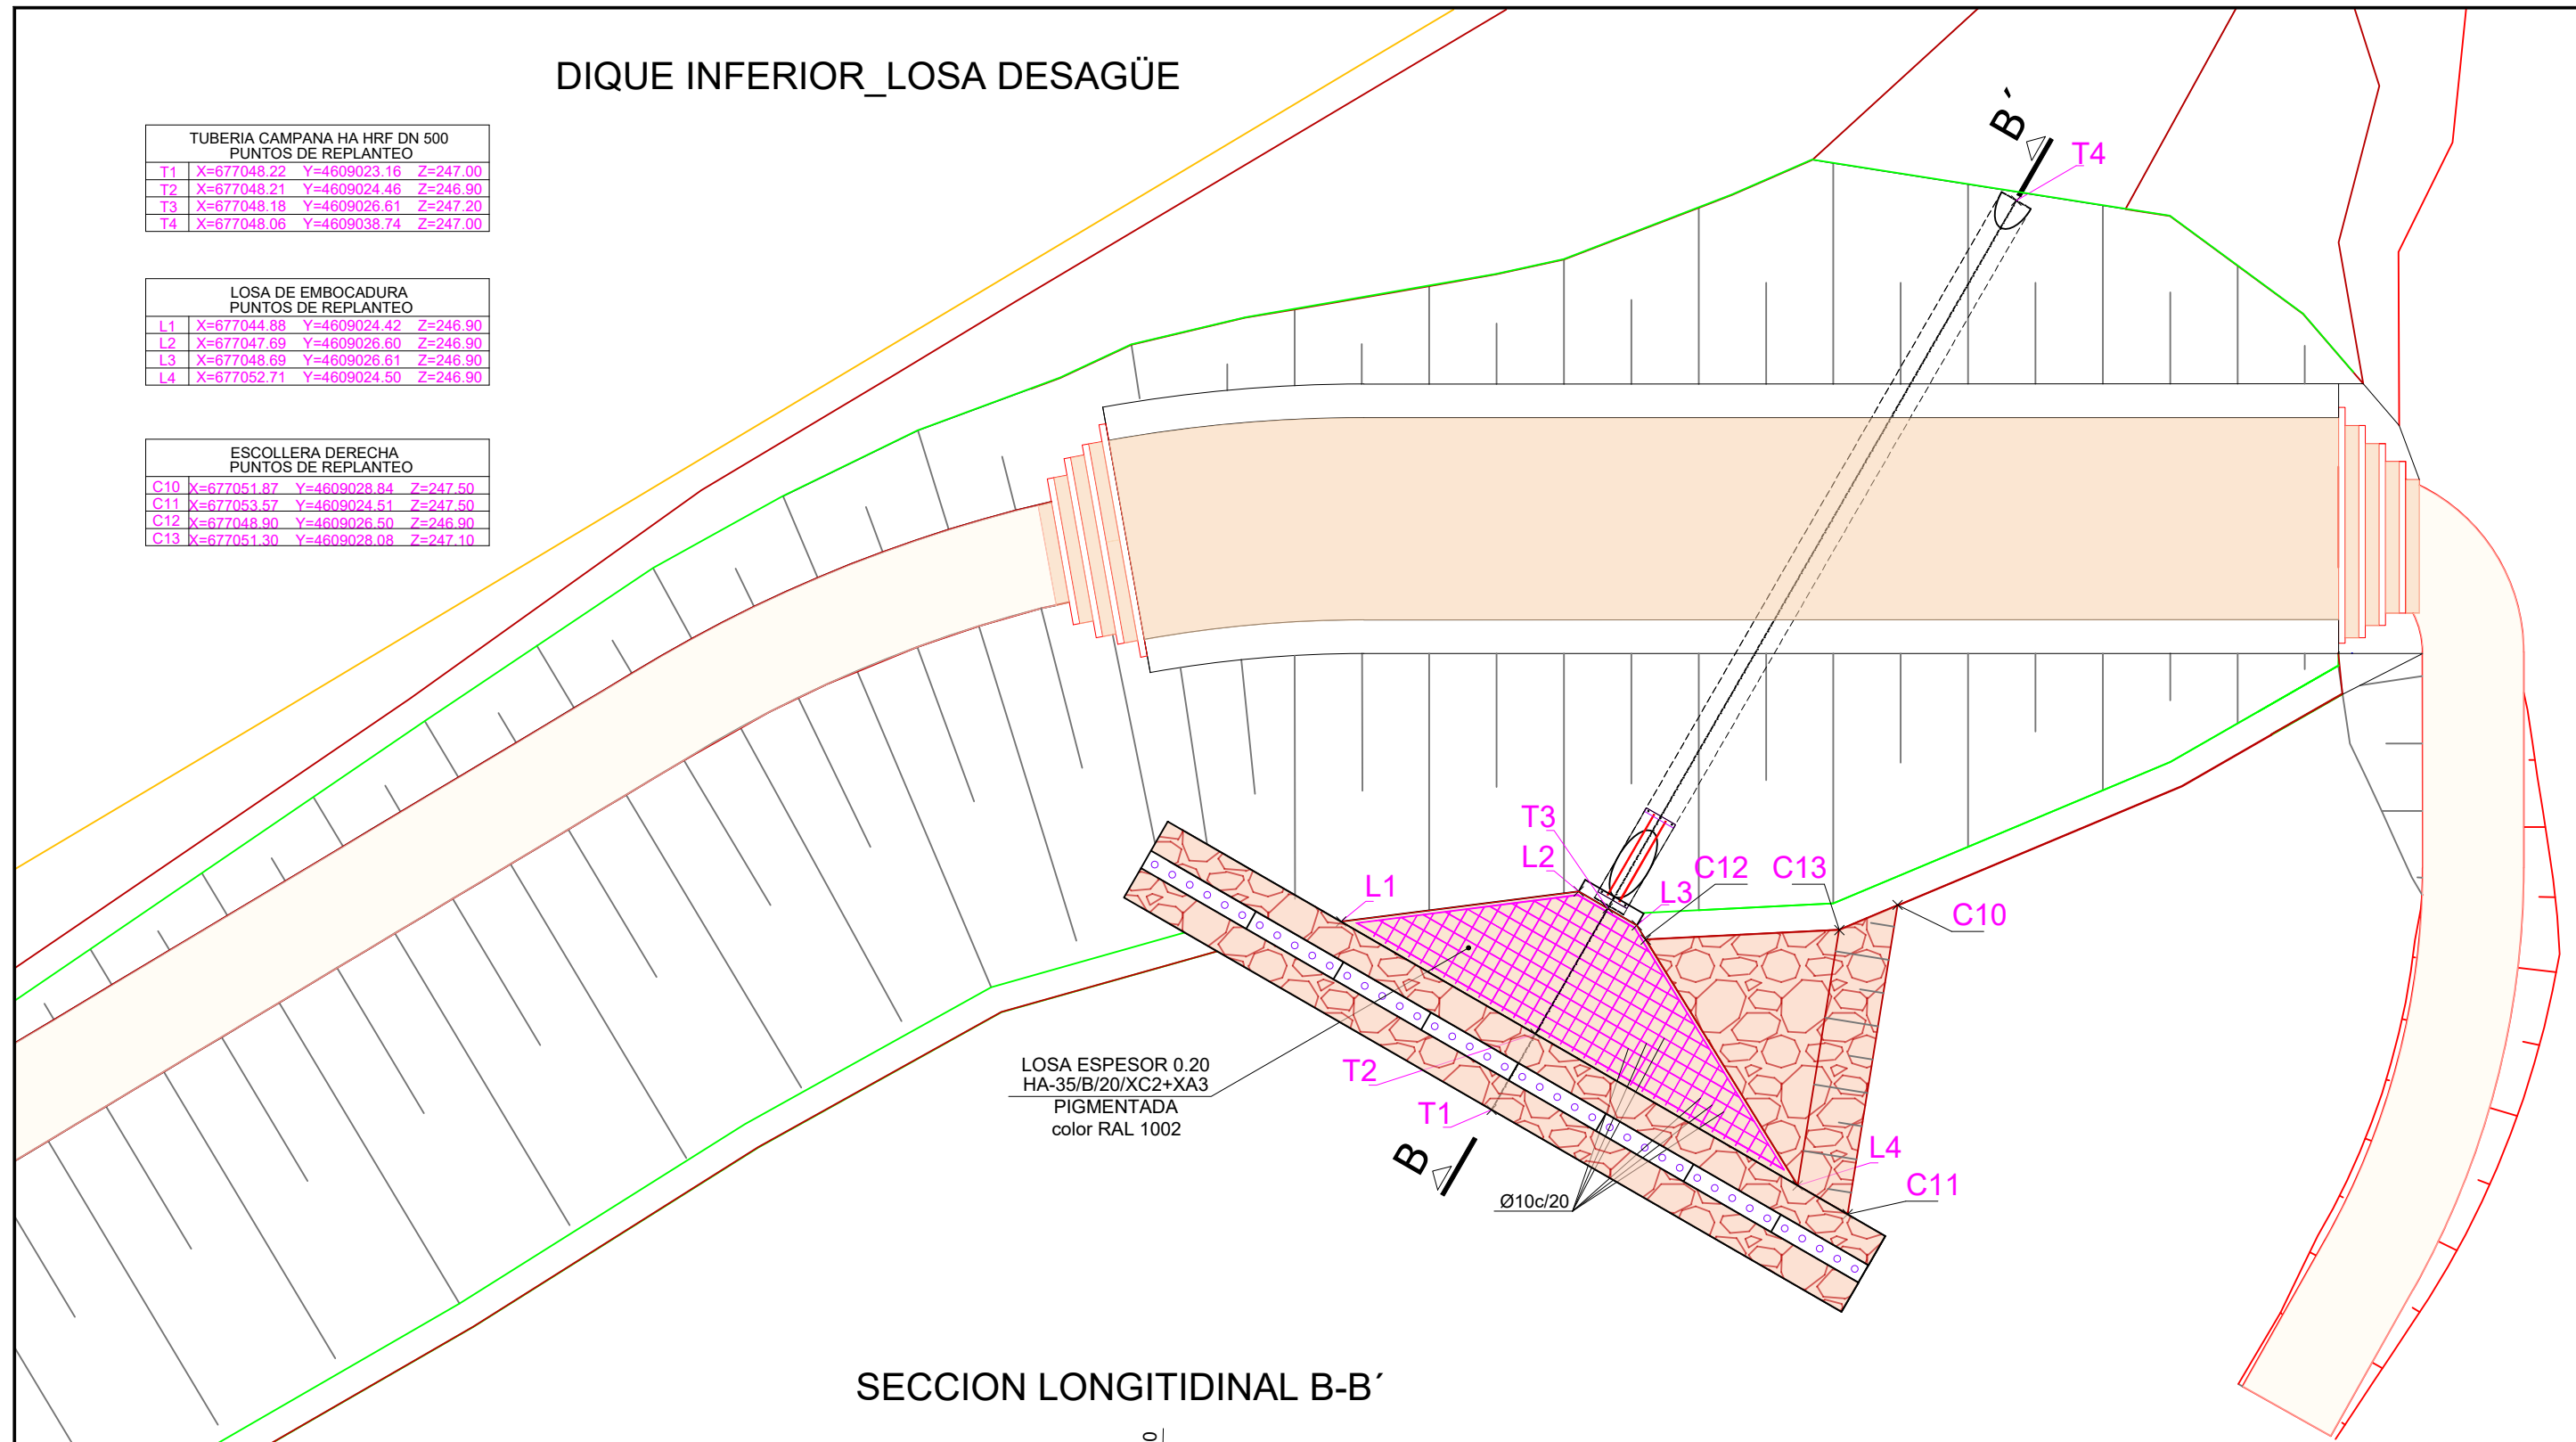 DIQUE INFERIOR_LOSA DESAGÜE
TUBERIA CAMPANA HA HRF DN 500
PUNTOS DE REPLANTEO
T1 X=677048.22 Y=4609023.16 Z=247.00
T2 X=677048.21 Y=4609024.46 Z=246.90
T3 X=677048.18 Y=4609026.61 Z=247.20
T4 X=677048.06 Y=4609038.74 Z=247.00
LOSA DE EMBOCADURA
PUNTOS DE REPLANTEO
L1 X=677044.88 Y=4609024.42 Z=246.90
L2 X=677047.69 Y=4609026.60 Z=246.90
L3 X=677048.69 Y=4609026.61 Z=246.90
L4 X=677052.71 Y=4609024.50 Z=246.90
ESCOLLERA DERECHA
PUNTOS DE REPLANTEO
C10 X=677051.87 Y=4609028.84 Z=247.50
C11 X=677053.57 Y=4609024.51 Z=247.50
C12 X=677048.90 Y=4609026.50 Z=246.90
C13 X=677051.30 Y=4609028.08 Z=247.10
B´
T4
T3
L2
L1
L3
C12
C13
C10
LOSA ESPESOR 0.20
HA-35/B/20/XC2+XA3
PIGMENTADA
color RAL 1002
T2
T1
B
Ø10c/20
L4
C11
SECCION LONGITIDINAL B-B´
0